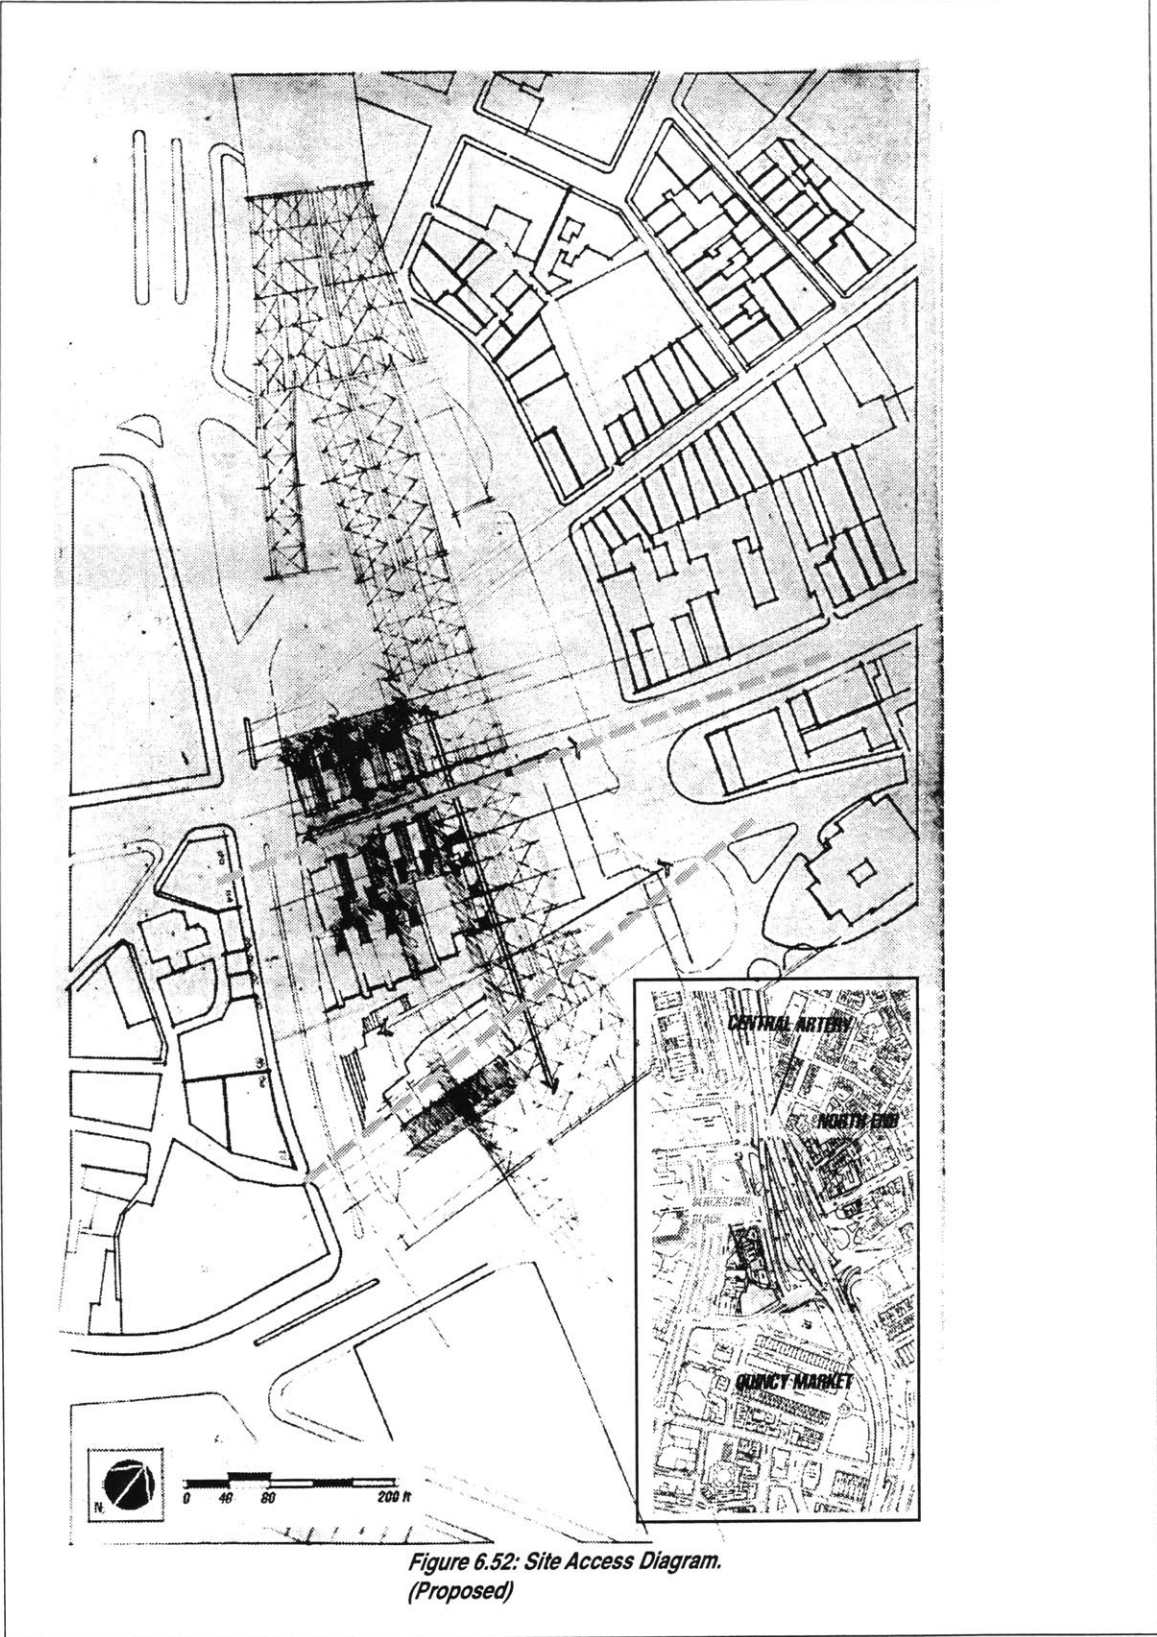 CENTRAL ARTERY
NORTH END
QUINCY MARKET
N
0 40 80 200 ft
Figure 6.52: Site Access Diagram.
(Proposed)